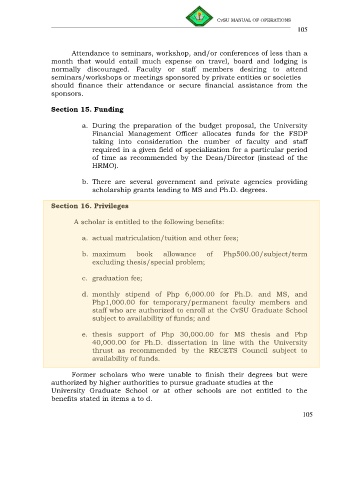 CvSU MANUAL OF OPERATIONS
105
Attendance to seminars, workshop, and/or conferences of less than a
month that would entail much expense on travel, board and lodging is
normally discouraged. Faculty or staff members desiring to attend
seminars/workshops or meetings sponsored by private entities or societies
should finance their attendance or secure financial assistance from the
sponsors.
Section 15. Funding
a. During the preparation of the budget proposal, the University
Financial Management Officer allocates funds for the FSDP
taking into consideration the number of faculty and staff
required in a given field of specialization for a particular period
of time as recommended by the Dean/Director (instead of the
HRMO).
b. There are several government and private agencies providing
scholarship grants leading to MS and Ph.D. degrees.
Section 16. Privileges
A scholar is entitled to the following benefits:
a. actual matriculation/tuition and other fees;
b. maximum book allowance of Php500.00/subject/term
excluding thesis/special problem;
c. graduation fee;
d. monthly stipend of Php 6,000.00 for Ph.D. and MS, and
Php1,000.00 for temporary/permanent faculty members and
staff who are authorized to enroll at the CvSU Graduate School
subject to availability of funds; and
e. thesis support of Php 30,000.00 for MS thesis and Php
40,000.00 for Ph.D. dissertation in line with the University
thrust as recommended by the RECETS Council subject to
availability of funds.
Former scholars who were unable to finish their degrees but were
authorized by higher authorities to pursue graduate studies at the
University Graduate School or at other schools are not entitled to the
benefits stated in items a to d.
105